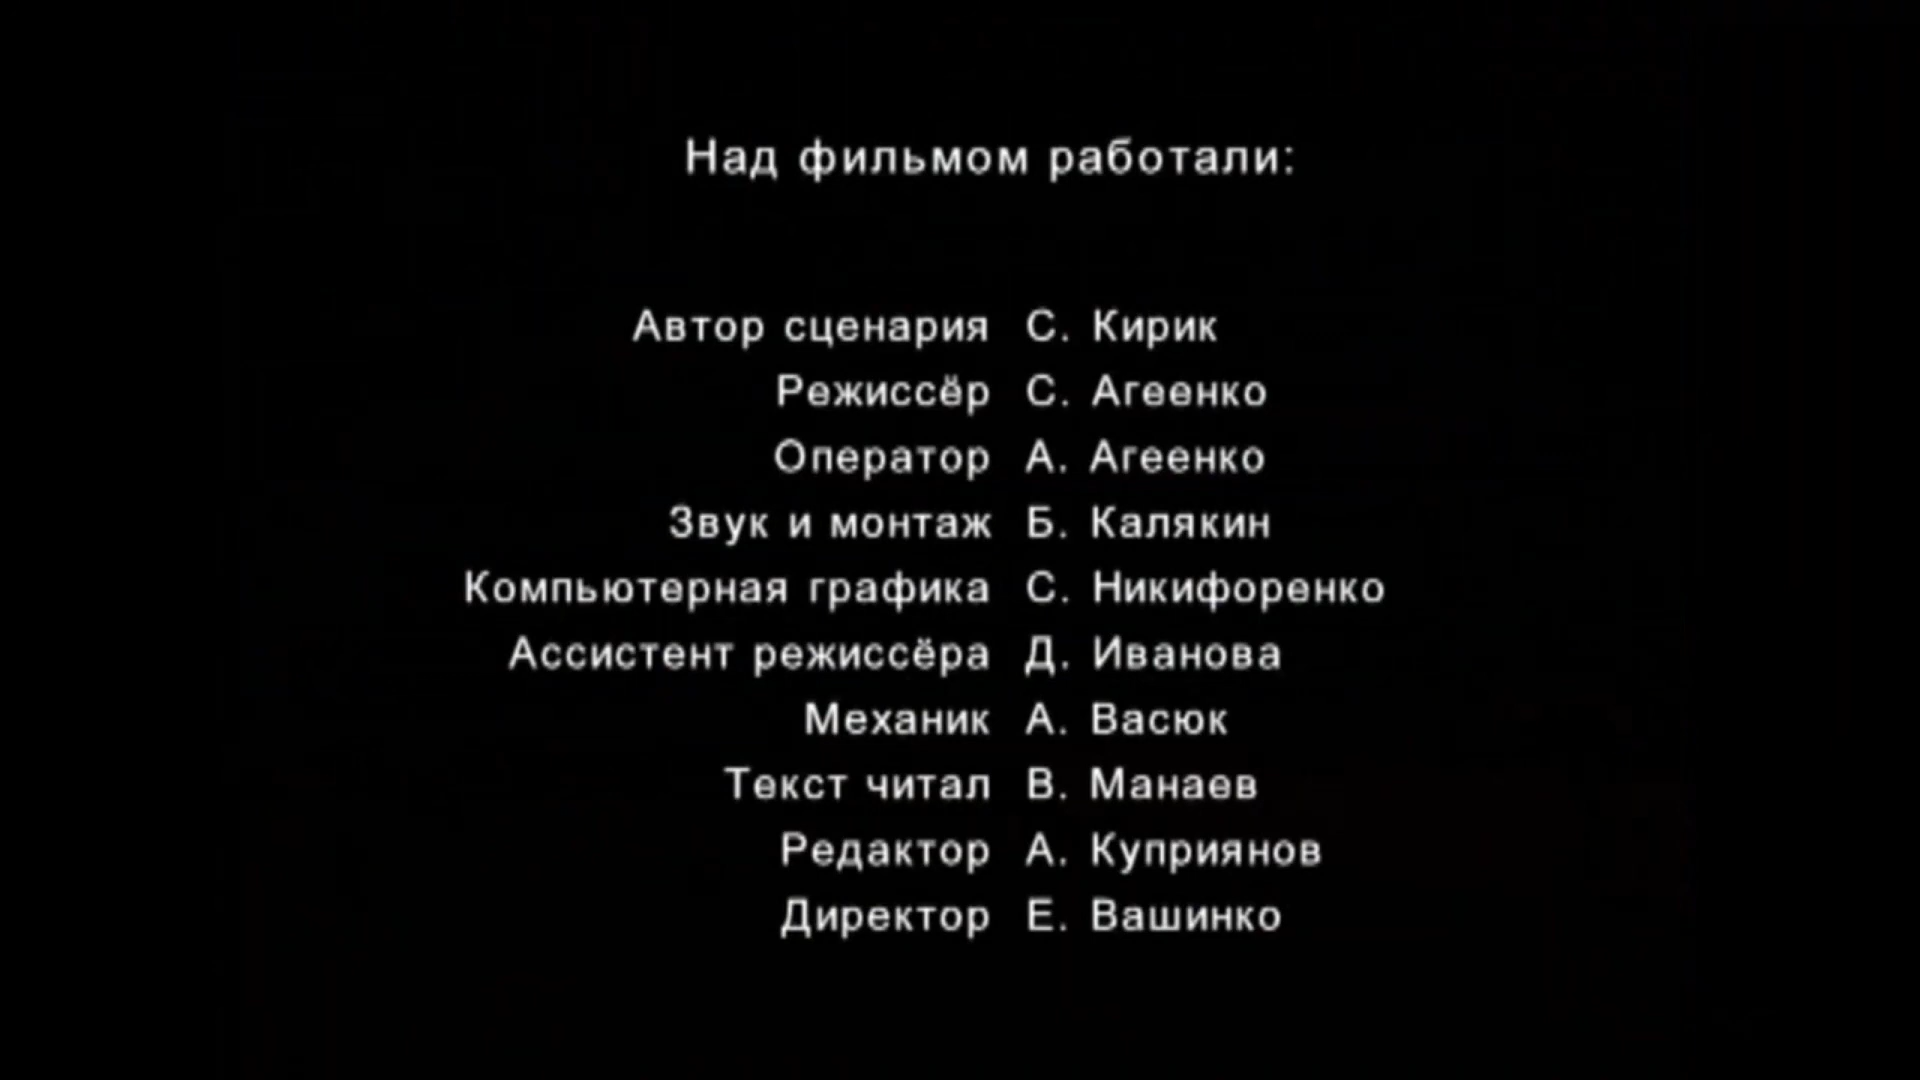 Над фильмом работали:
Автор сценария С. Кирик
Режиссёр С. Агеенко
Оператор А. Агеенко
Звук и монтаж Б. Калякин
Компьютерная графика С. Никифоренко
Ассистент режиссёра Д. Иванова
Механик А. Васюк
Текст читал В. Манаев
Редактор А. Куприянов
Директор Е. Вашинко